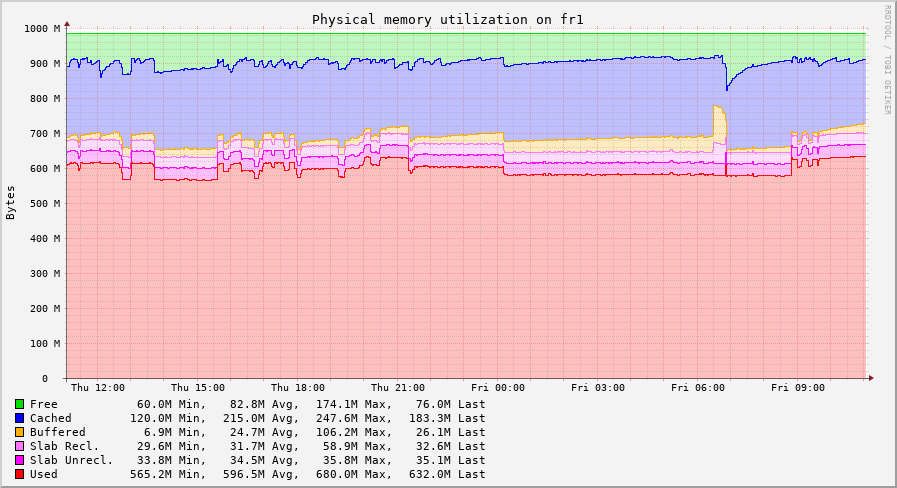 Physical memory utilization on fr1
RRDTOOL / TOBI OETIKER
Bytes
1000 M
900 M
800 M
700 M
600 M
500 M
400 M
300 M
200 M
100 M
0
Thu 12:00 Thu 15:00 Thu 18:00 Thu 21:00 Fri 00:00 Fri 03:00 Fri 06:00 Fri 09:00
Free 60.0M Min, 82.8M Avg, 174.1M Max, 76.0M Last
Cached 120.0M Min, 215.0M Avg, 247.6M Max, 183.3M Last
Buffered 6.9M Min, 24.7M Avg, 106.2M Max, 26.1M Last
Slab Recl. 29.6M Min, 31.7M Avg, 58.9M Max, 32.6M Last
Slab Unrecl. 33.8M Min, 34.5M Avg, 35.8M Max, 35.1M Last
Used 565.2M Min, 596.5M Avg, 680.0M Max, 632.0M Last